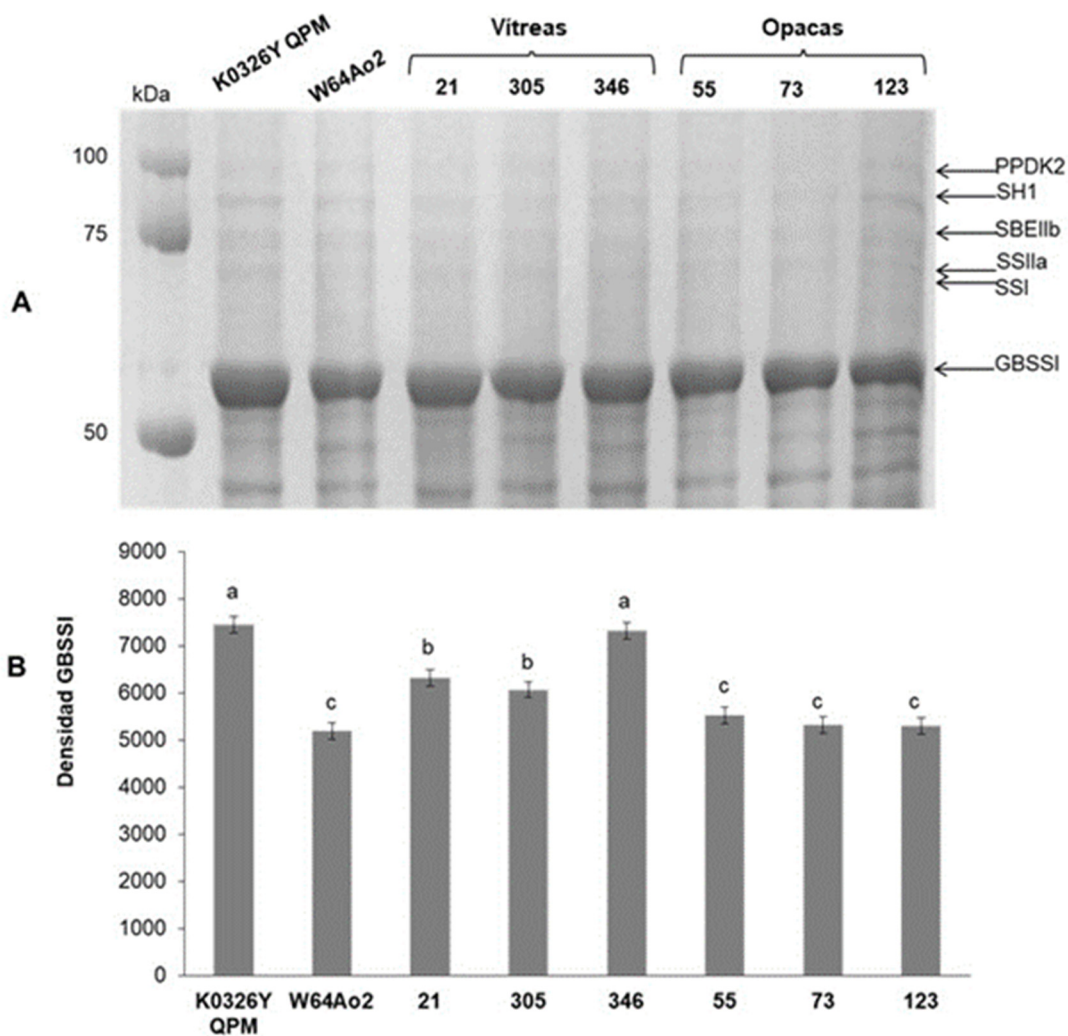 Vítreas
Opacas
K0326Y QPM
W64Ao2
21
305
346
55
73
123
kDa
100
75
50
PPDK2
SH1
SBEIIb
SSIIa
SSI
GBSSI
A
9000
8000
7000
6000
5000
4000
3000
2000
1000
0
Densidad GBSSI
B
a
c
b
b
a
c
c
c
K0326Y
QPM
W64Ao2
21
305
346
55
73
123